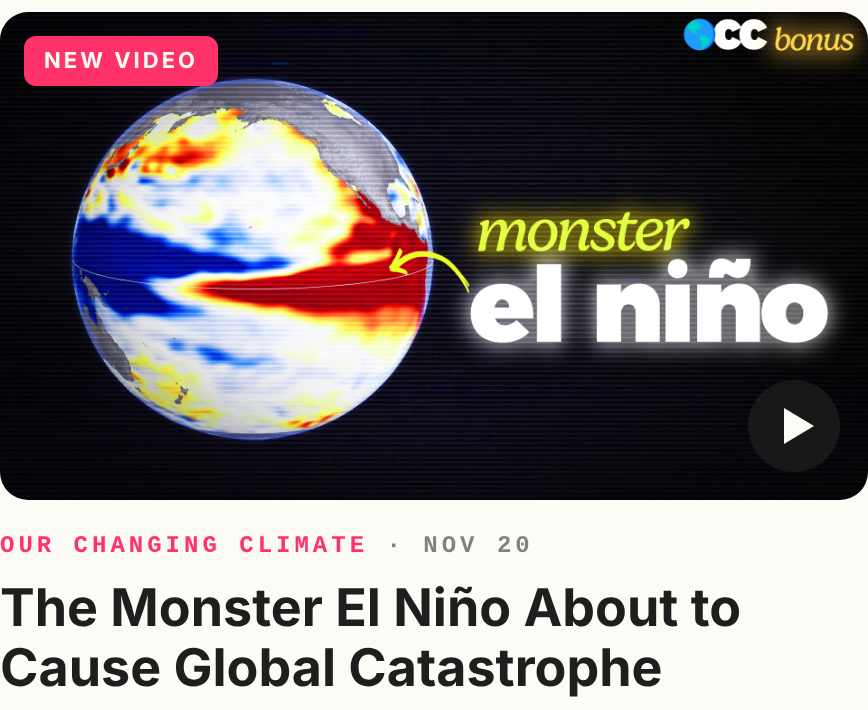 NEW VIDEO
CC bonus
monster
el niño
OUR CHANGING CLIMATE · NOV 20
The Monster El Niño About to
Cause Global Catastrophe